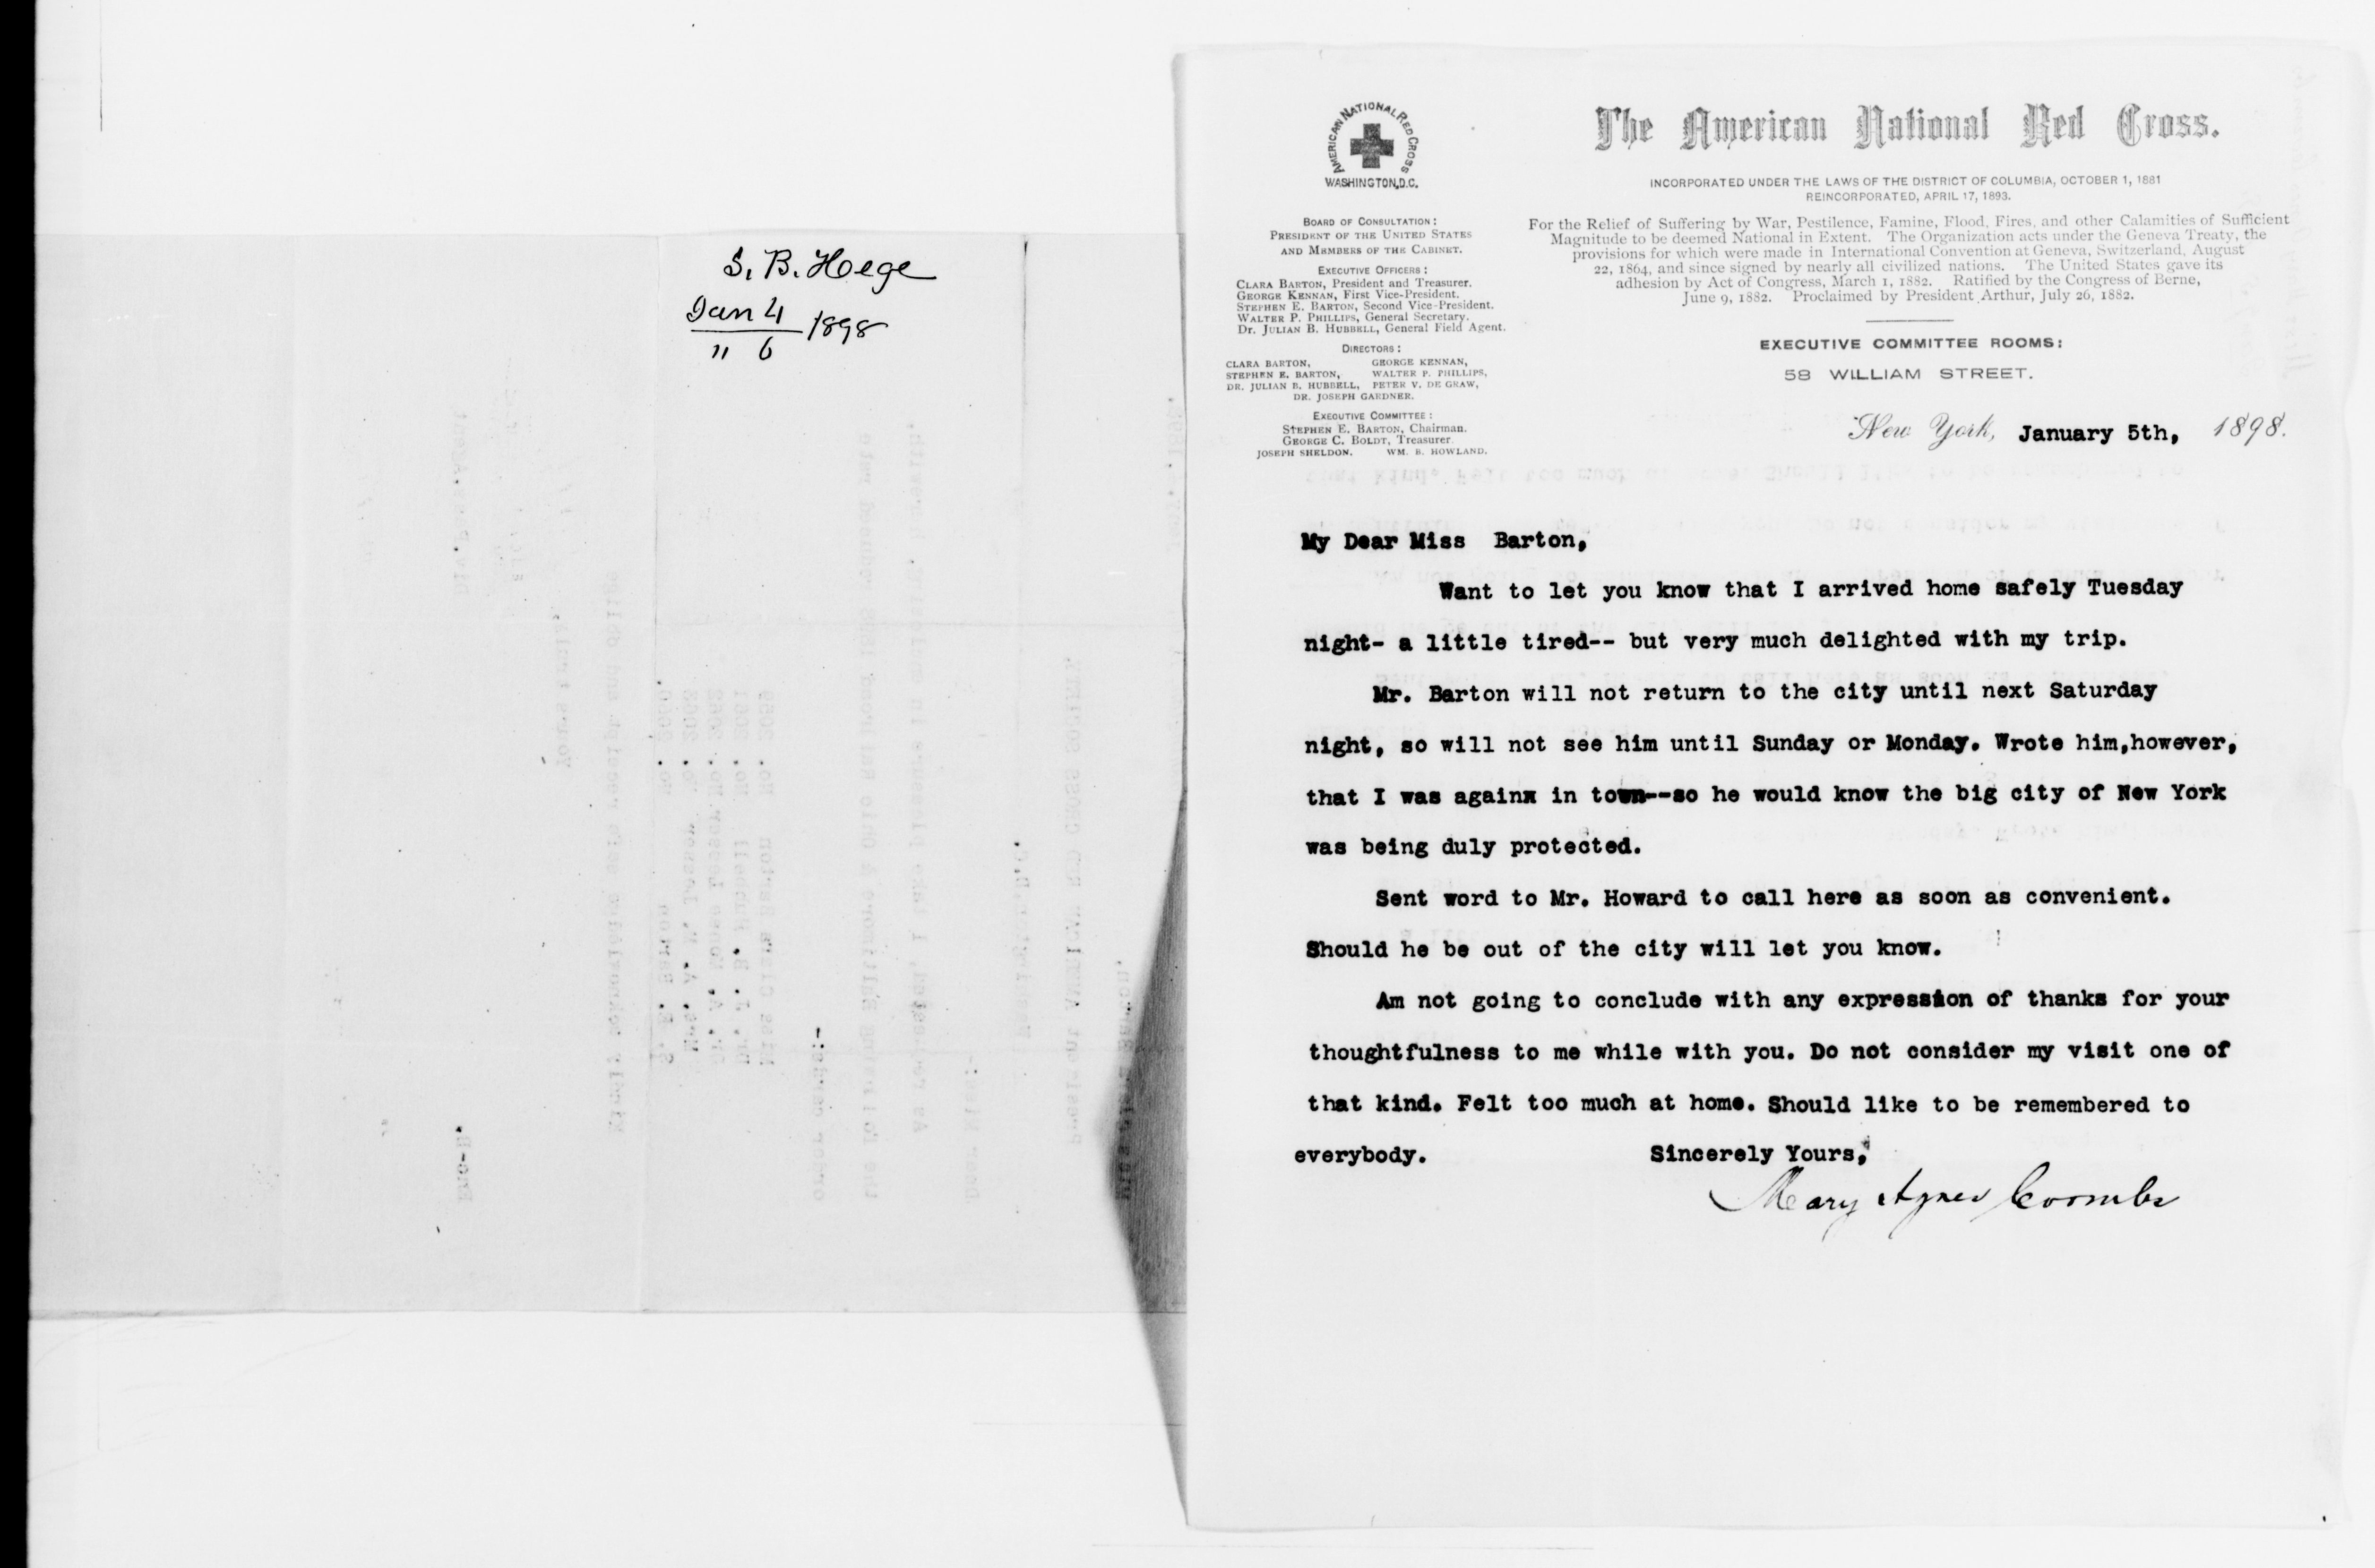 S. B. Hoege
Jan 4
" 6 1898
AMERICAN NATIONAL RED CROSS
WASHINGTON, D.C.
BOARD OF CONSULTATION:
PRESIDENT OF THE UNITED STATES
AND MEMBERS OF THE CABINET.
EXECUTIVE OFFICERS:
CLARA BARTON, President and Treasurer.
GEORGE KENNAN, First Vice-President.
STEPHEN E. BARTON, Second Vice-President.
WALTER P. PHILLIPS, General Secretary.
Dr. JULIAN B. HUBBELL, General Field Agent.
DIRECTORS:
CLARA BARTON, GEORGE KENNAN,
STEPHEN E. BARTON, WALTER P. PHILLIPS,
DR. JULIAN B. HUBBELL, PETER V. DE GRAW,
DR. JOSEPH GARDNER.
EXECUTIVE COMMITTEE:
STEPHEN E. BARTON, Chairman.
GEORGE C. BOLDT, Treasurer.
JOSEPH SHELDON. WM. B. HOWLAND.
The American National Red Cross.
INCORPORATED UNDER THE LAWS OF THE DISTRICT OF COLUMBIA, OCTOBER 1, 1881
REINCORPORATED, APRIL 17, 1893.
For the Relief of Suffering by War, Pestilence, Famine, Flood, Fires, and other Calamities of Sufficient
Magnitude to be deemed National in Extent. The Organization acts under the Geneva Treaty, the
provisions for which were made in International Convention at Geneva, Switzerland, August
22, 1864, and since signed by nearly all civilized nations. The United States gave its
adhesion by Act of Congress, March 1, 1882. Ratified by the Congress of Berne,
June 9, 1882. Proclaimed by President Arthur, July 26, 1882.
EXECUTIVE COMMITTEE ROOMS:
58 WILLIAM STREET.
New York, January 5th, 1898.
My Dear Miss Barton,
Want to let you know that I arrived home safely Tuesday
night- a little tired-- but very much delighted with my trip.
Mr. Barton will not return to the city until next Saturday
night, so will not see him until Sunday or Monday. Wrote him,however,
that I was againx in town--so he would know the big city of New York
was being duly protected.
Sent word to Mr. Howard to call here as soon as convenient.
Should he be out of the city will let you know.
Am not going to conclude with any expression of thanks for your
thoughtfulness to me while with you. Do not consider my visit one of
that kind. Felt too much at home. Should like to be remembered to
everybody. Sincerely Yours,
Mary Agnes Coombs